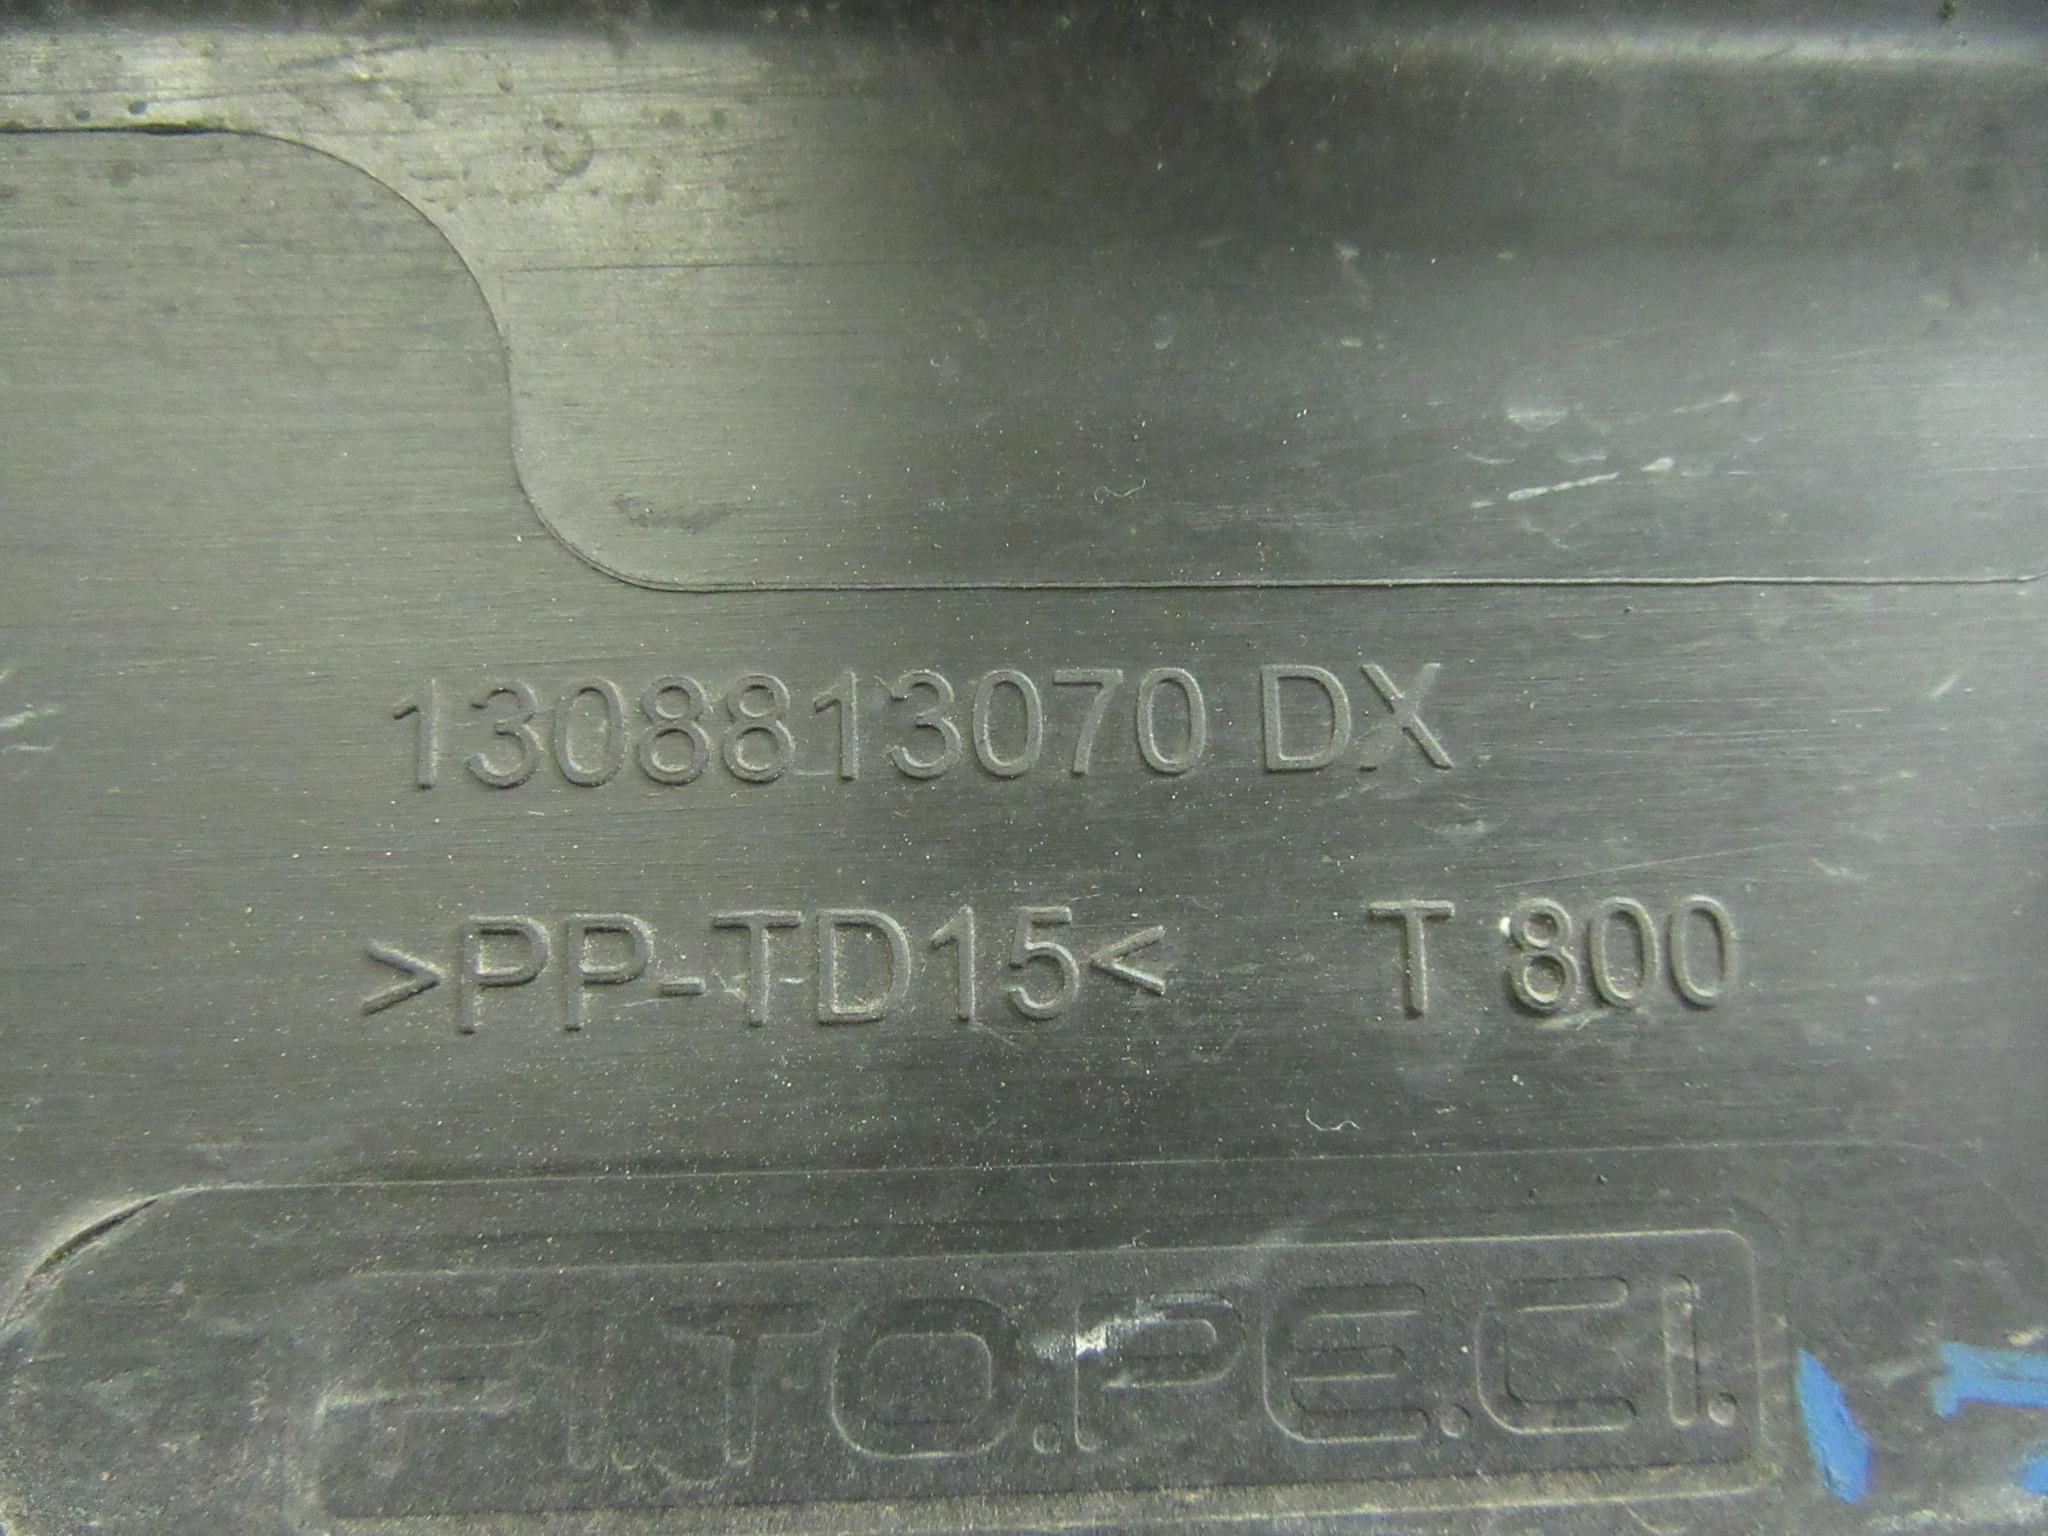 1308813070 DX
>PP-TD15< T 800
FI.TO.PE.CI.